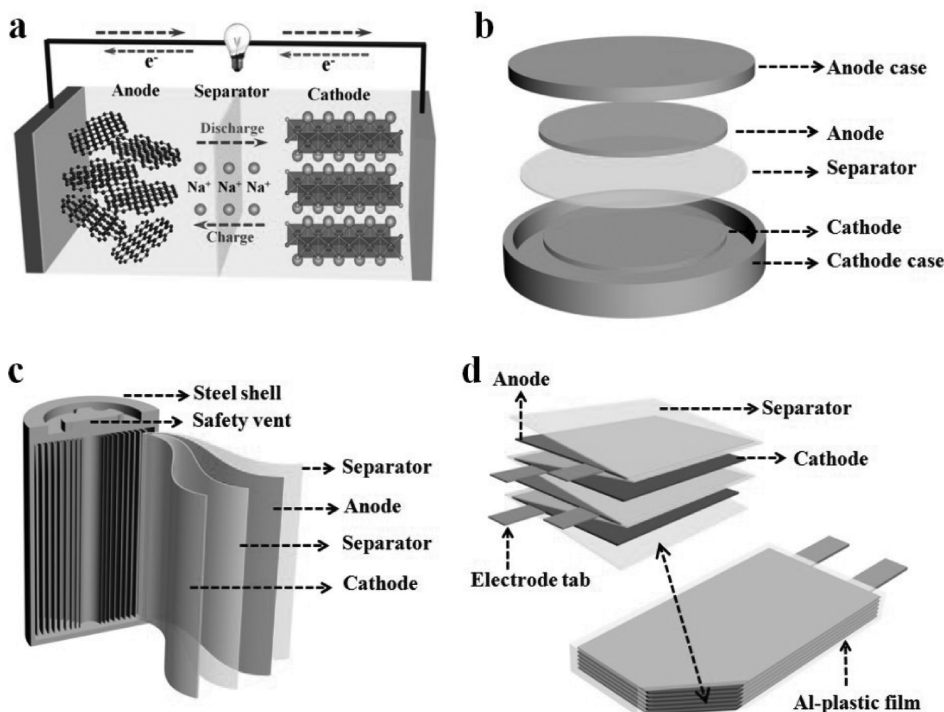 a
e⁻
e⁻
Anode
Separator
Cathode
Discharge
Na⁺ Na⁺ Na⁺
Charge
b
Anode case
Anode
Separator
Cathode
Cathode case
c
Steel shell
Safety vent
Separator
Anode
Separator
Cathode
d
Anode
Separator
Cathode
Electrode tab
Al-plastic film